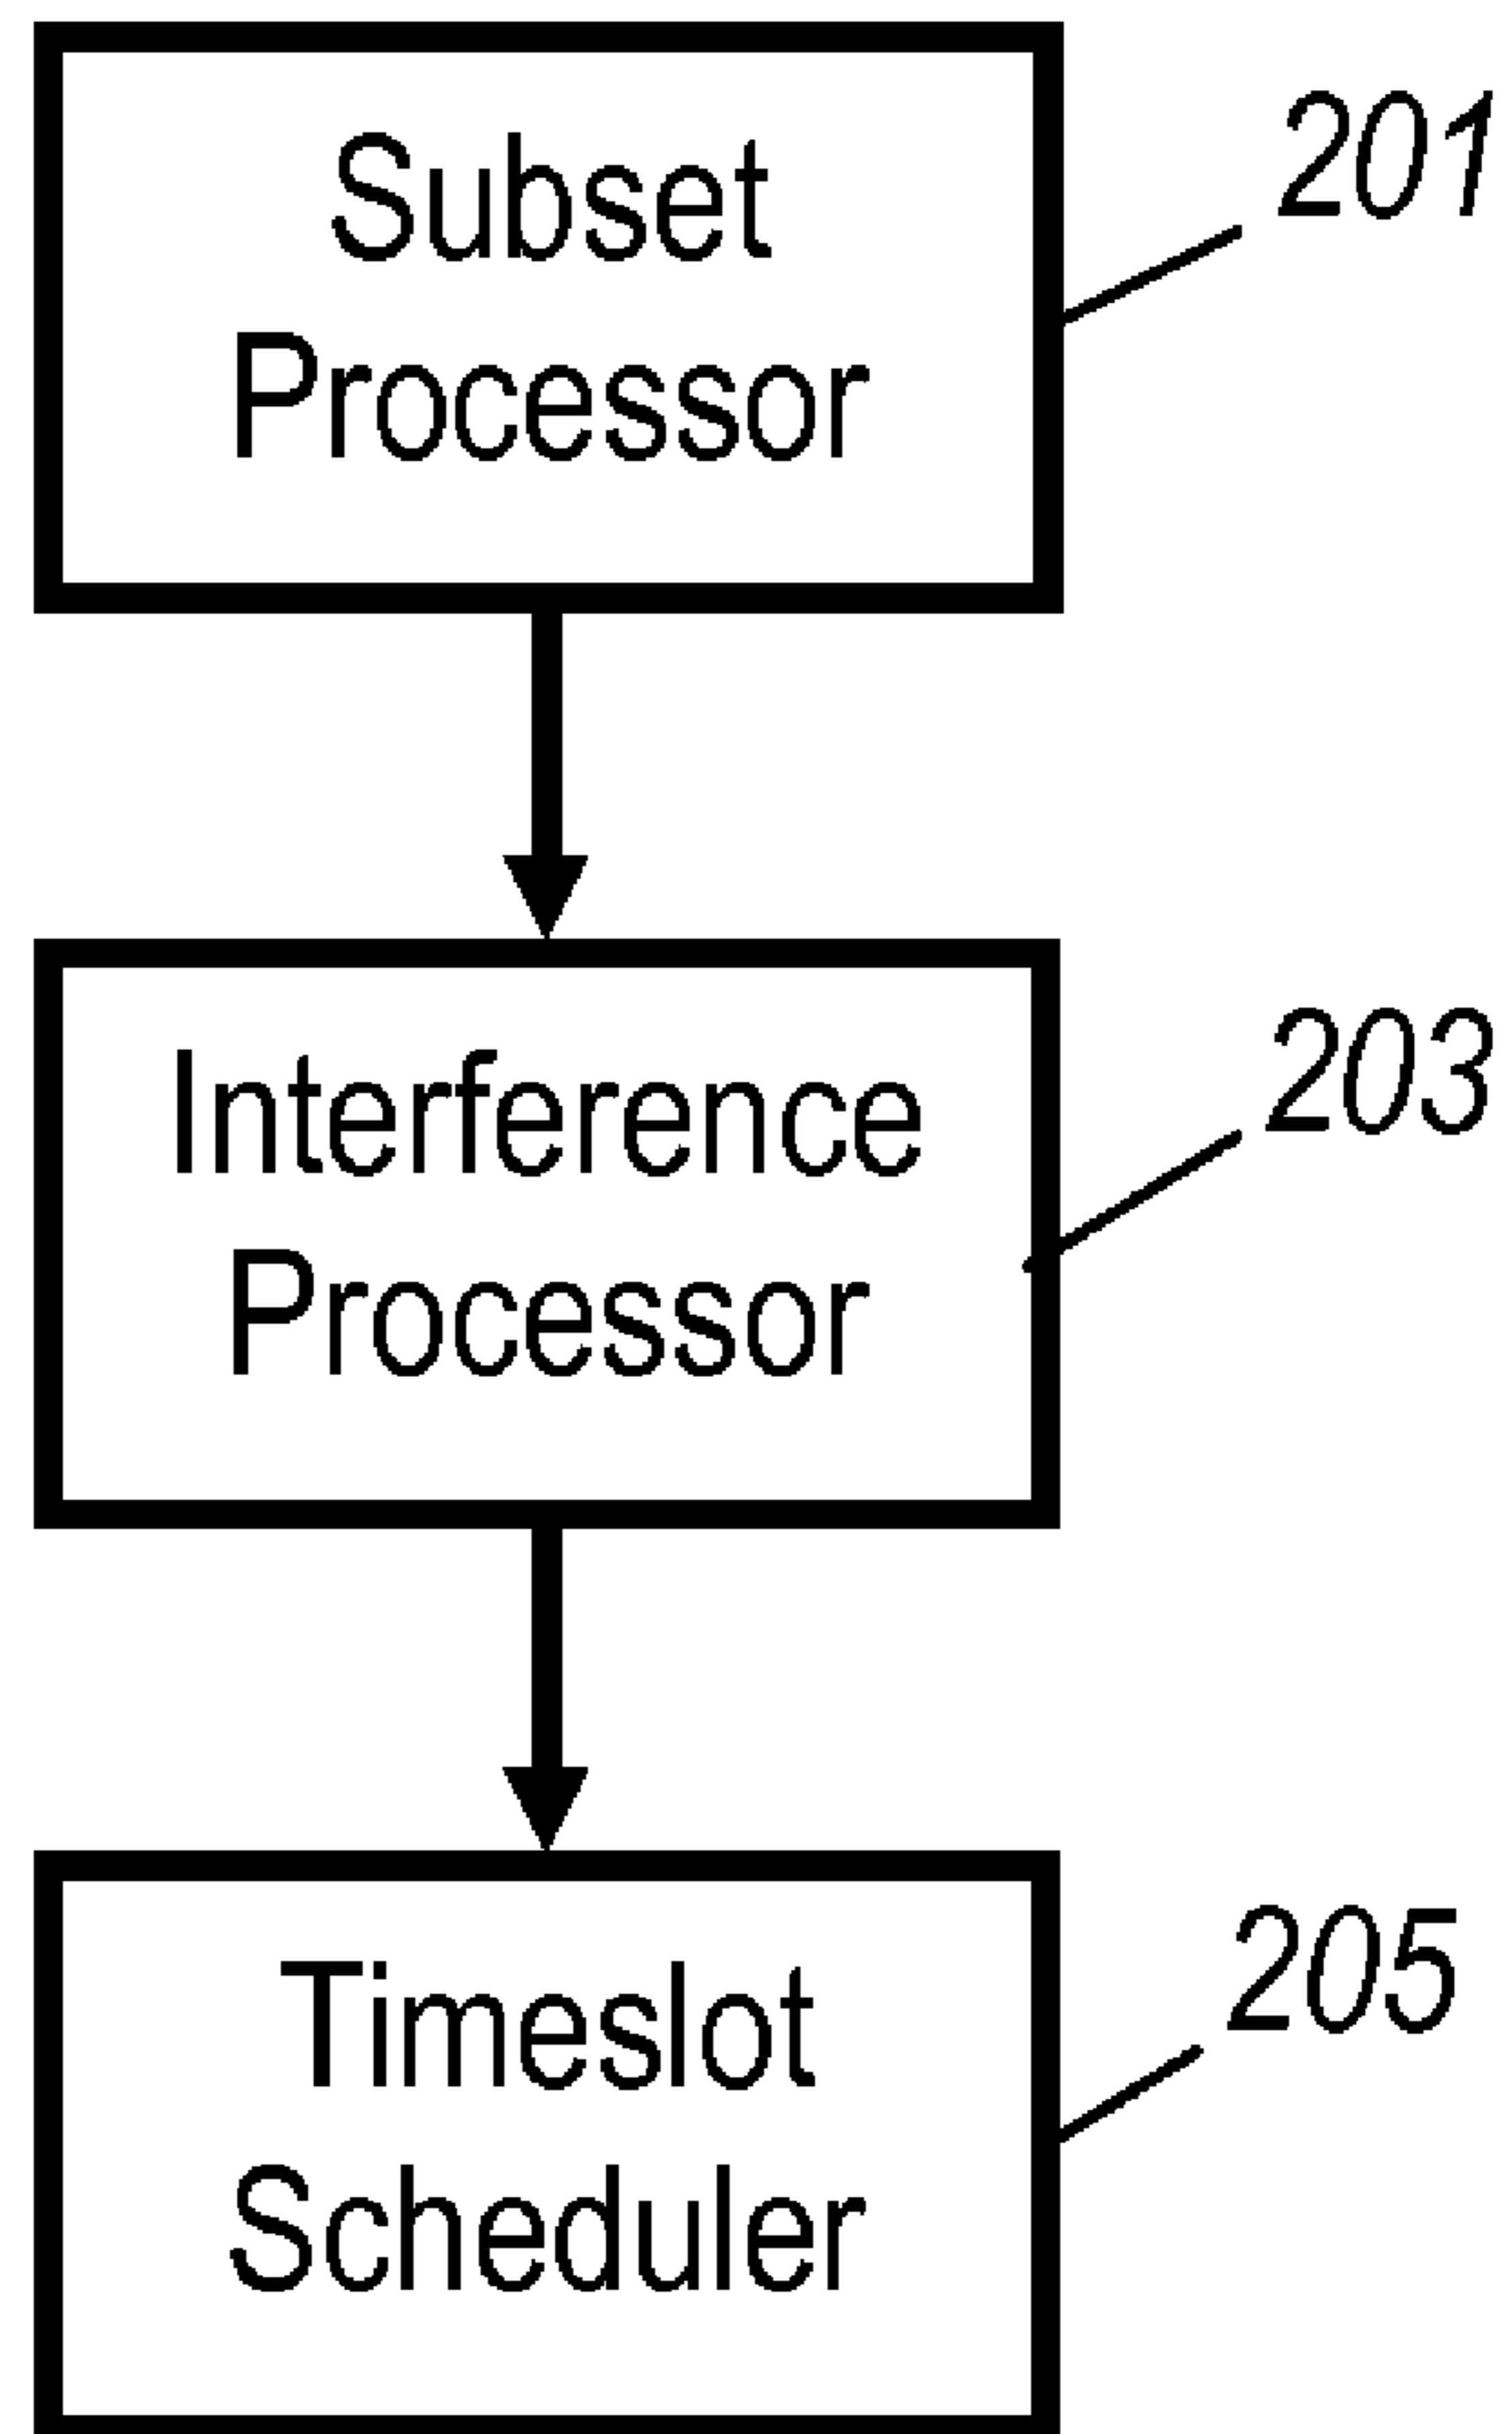 Subset
Processor
201
Interference
Processor
203
Timeslot
Scheduler
205